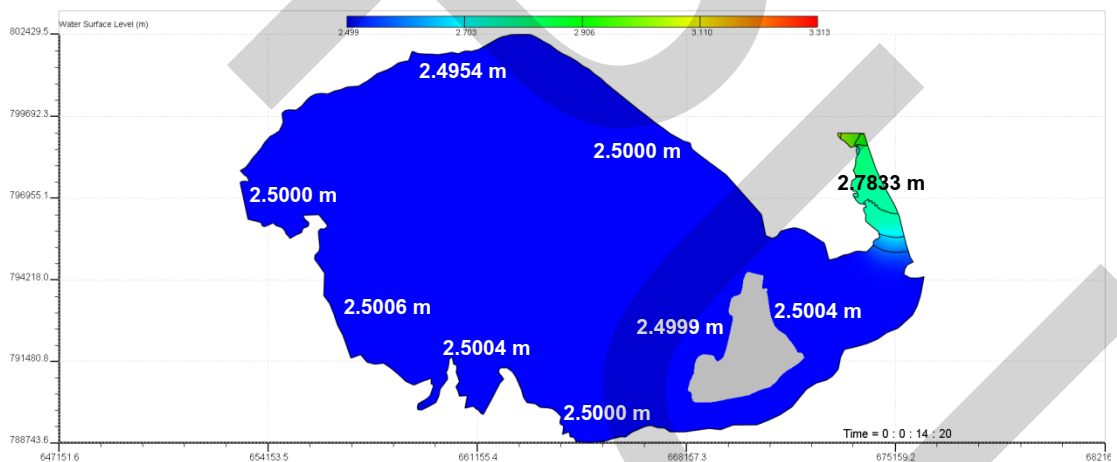 Water Surface Level (m)
2.499 2.703 2.906 3.110 3.313
802429.5
2.4954 m
799692.3
2.5000 m
2.7833 m
796955.1
2.5000 m
794218.0
2.5006 m
2.4999 m
2.5004 m
2.5004 m
791480.8
2.5000 m
Time = 0 : 0 : 14 : 20
788743.6
647151.6 654153.5 661155.4 668157.3 675159.2 68216